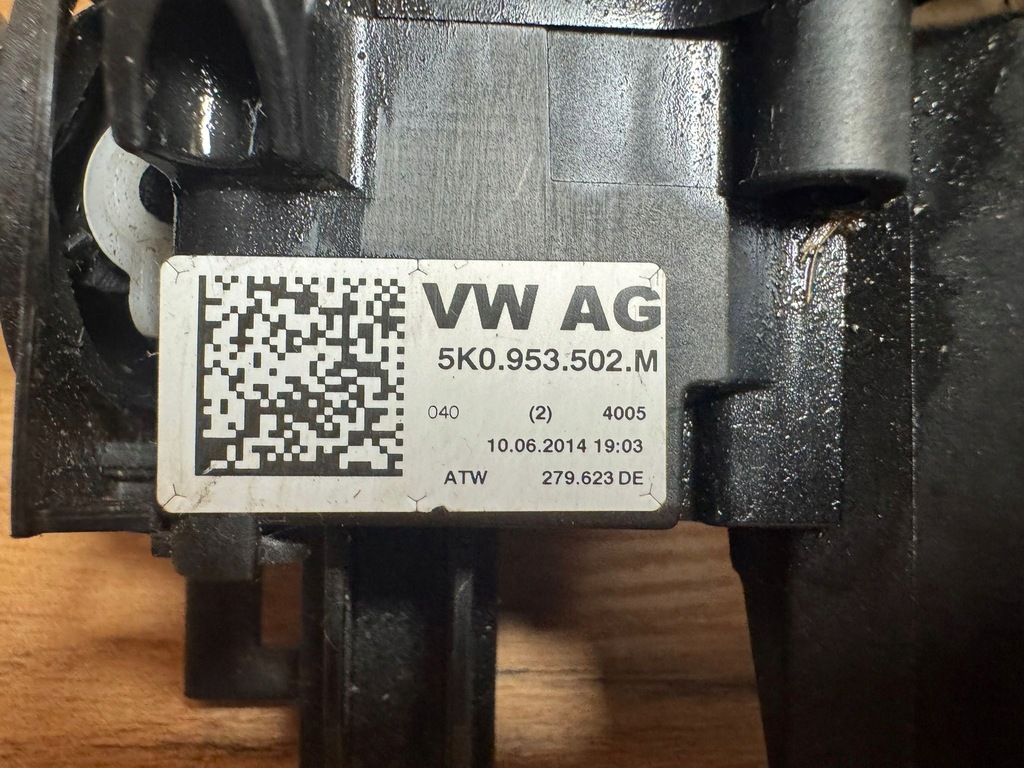 VW AG
5K0.953.502.M
040 (2) 4005
10.06.2014 19:03
ATW 279.623 DE